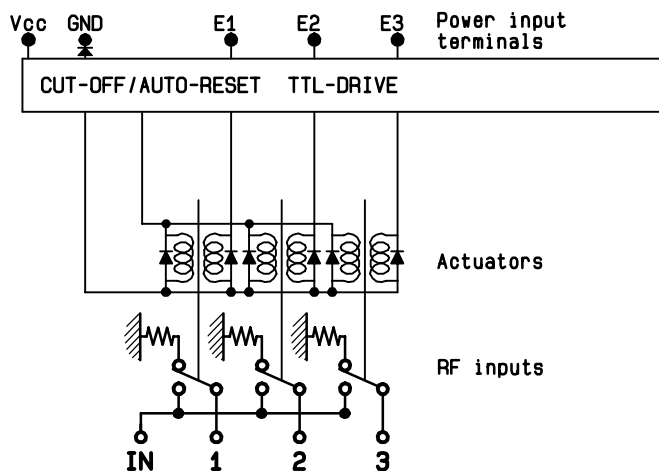 Vcc GND E1 E2 E3 Power input
terminals
CUT-OFF/AUTO-RESET TTL-DRIVE
Actuators
RF inputs
IN 1 2 3